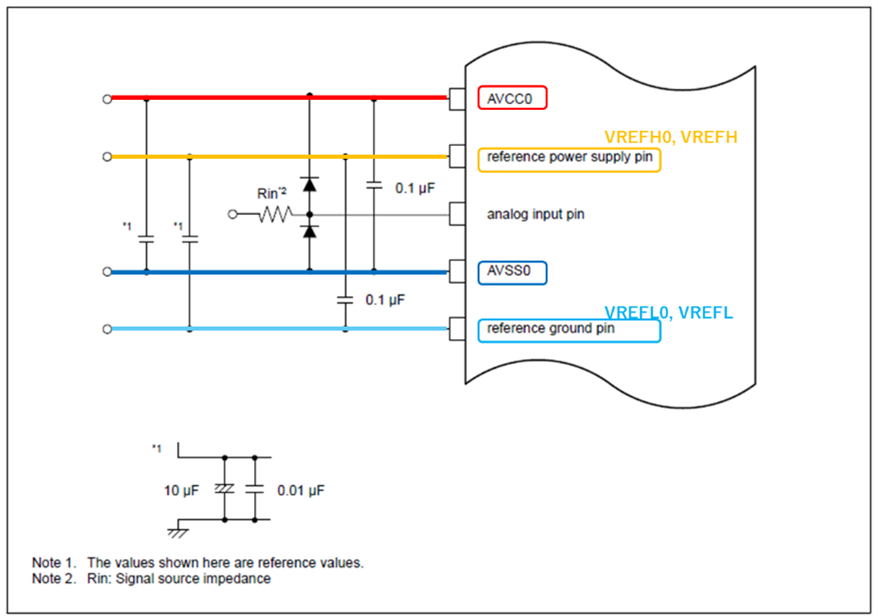 AVCC0
VREFH0, VREFH
reference power supply pin
Rin*2
0.1 µF
*1
*1
analog input pin
AVSS0
0.1 µF
VREFL0, VREFL
reference ground pin
*1
10 µF
0.01 µF
Note 1. The values shown here are reference values.
Note 2. Rin: Signal source impedance